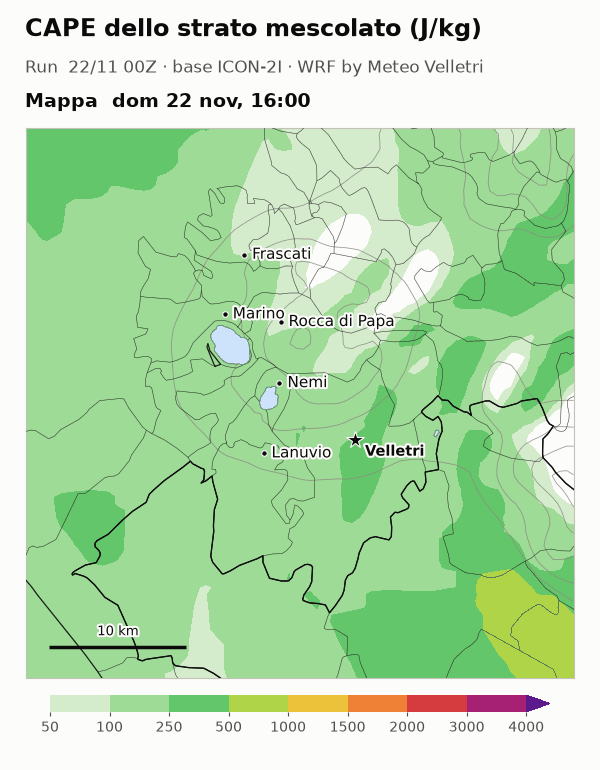 CAPE dello strato mescolato (J/kg)
Run  22/11 00Z · base ICON-2I · WRF by Meteo Velletri
Mappa  dom 22 nov, 16:00
Frascati
Marino
Rocca di Papa
Nemi
Velletri
Lanuvio
10 km
50 100 250 500 1000 1500 2000 3000 4000